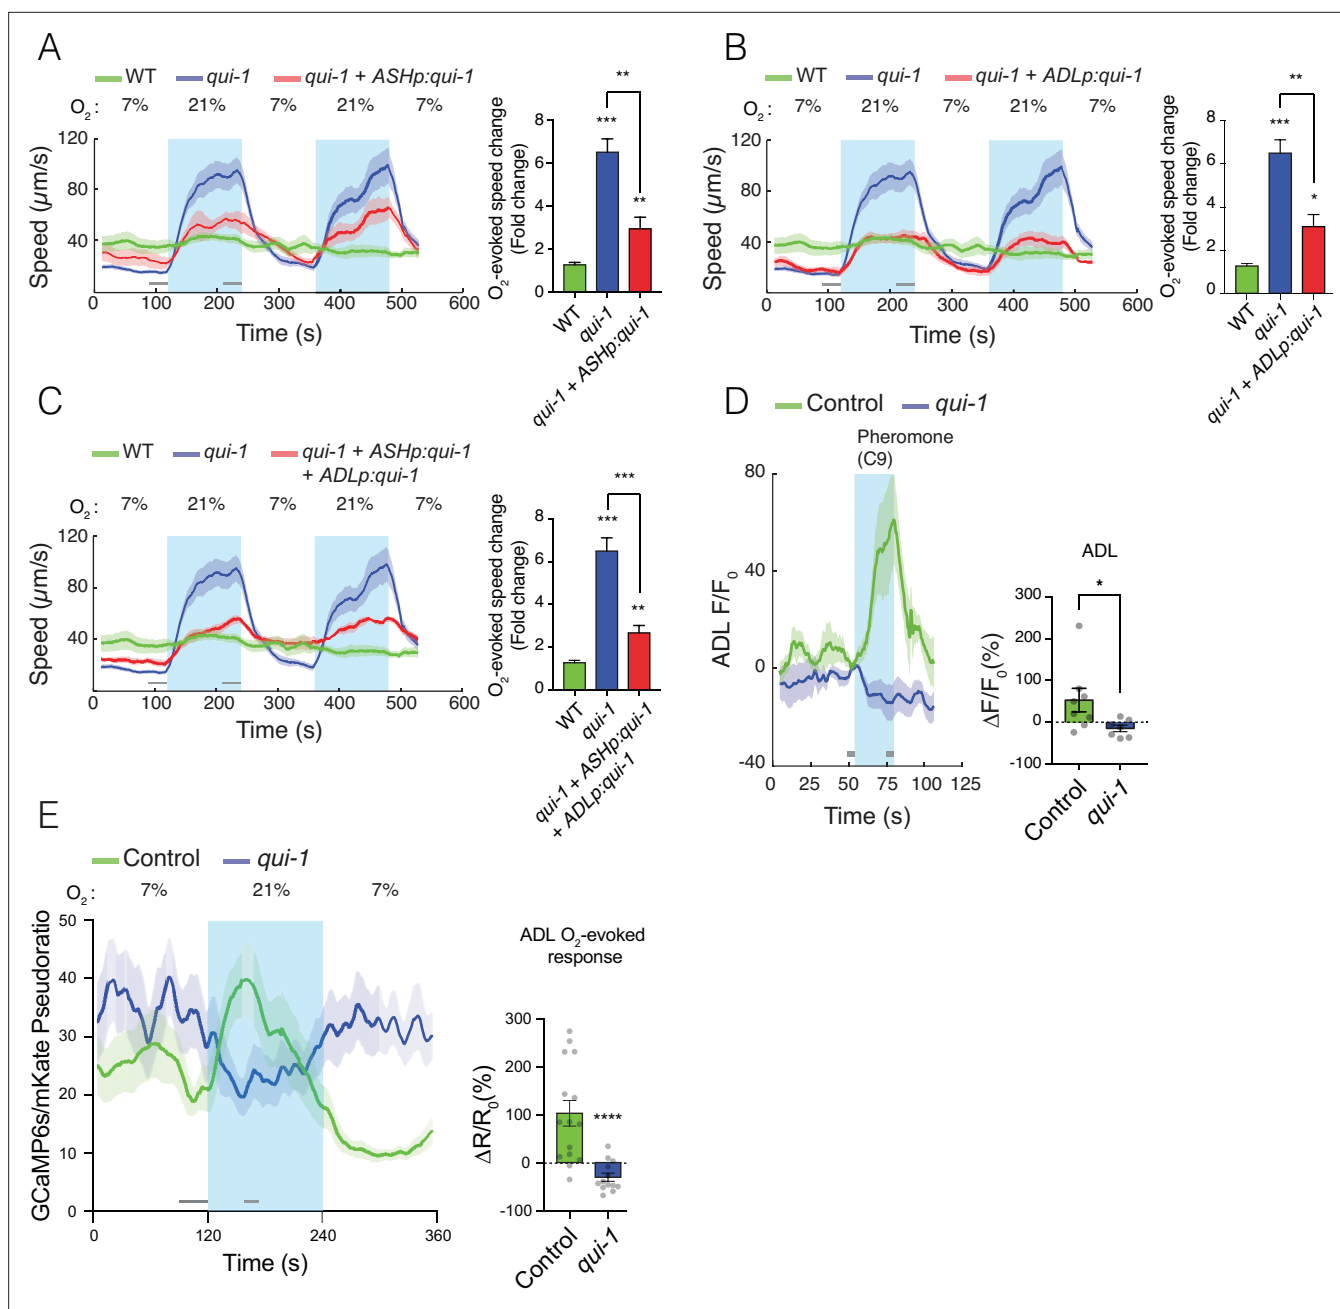 A
WT qui-1 qui-1 + ASHp:qui-1
O2: 7% 21% 7% 21% 7%
Speed (µm/s)
120
80
40
0 100 200 300 400 500 600
Time (s)
O2-evoked speed change
(Fold change)
8
6
4
2
0
**
***
**
WT
qui-1
qui-1 + ASHp:qui-1
B
WT qui-1 qui-1 + ADLp:qui-1
O2: 7% 21% 7% 21% 7%
Speed (µm/s)
120
80
40
0 100 200 300 400 500 600
Time (s)
O2-evoked speed change
(Fold change)
8
6
4
2
0
**
***
*
WT
qui-1
qui-1 + ADLp:qui-1
C
WT qui-1 qui-1 + ASHp:qui-1
+ ADLp:qui-1
O2: 7% 21% 7% 21% 7%
Speed (µm/s)
120
80
40
0 100 200 300 400 500 600
Time (s)
O2-evoked speed change
(Fold change)
8
6
4
2
0
***
***
**
WT
qui-1
qui-1 + ASHp:qui-1
+ ADLp:qui-1
D
Control qui-1
Pheromone
(C9)
ADL F/F0
80
40
0
-40
0 25 50 75 100 125
Time (s)
ADL
*
ΔF/F0(%)
300
200
100
0
-100
Control
qui-1
E
Control qui-1
O2: 7% 21% 7%
GCaMP6s/mKate Pseudoratio
50
40
30
20
10
0
0 120 240 360
Time (s)
ADL O2-evoked
response
ΔR/R0(%)
300
200
100
0
-100
****
Control
qui-1